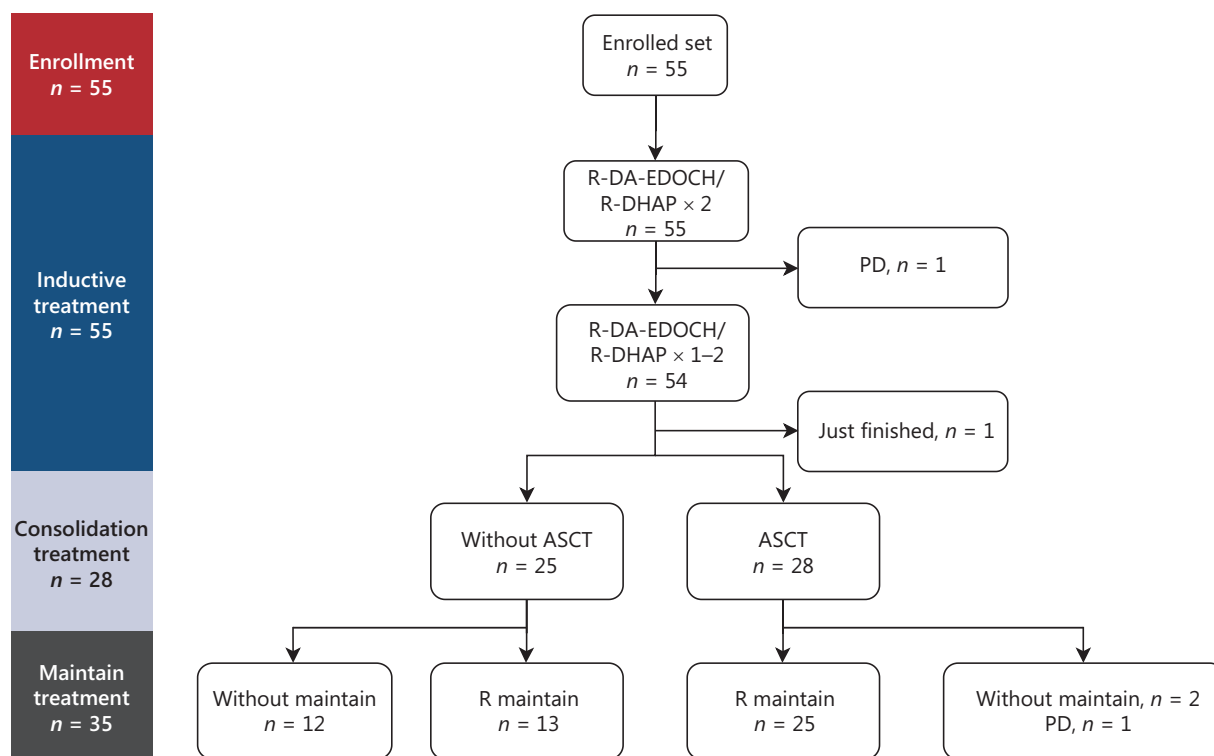 Enrollment
n = 55
Enrolled set
n = 55
Inductive
treatment
n = 55
R-DA-EDOCH/
R-DHAP × 2
n = 55
PD, n = 1
R-DA-EDOCH/
R-DHAP × 1–2
n = 54
Just finished, n = 1
Consolidation
treatment
n = 28
Without ASCT
n = 25
ASCT
n = 28
Maintain
treatment
n = 35
Without maintain
n = 12
R maintain
n = 13
R maintain
n = 25
Without maintain, n = 2
PD, n = 1